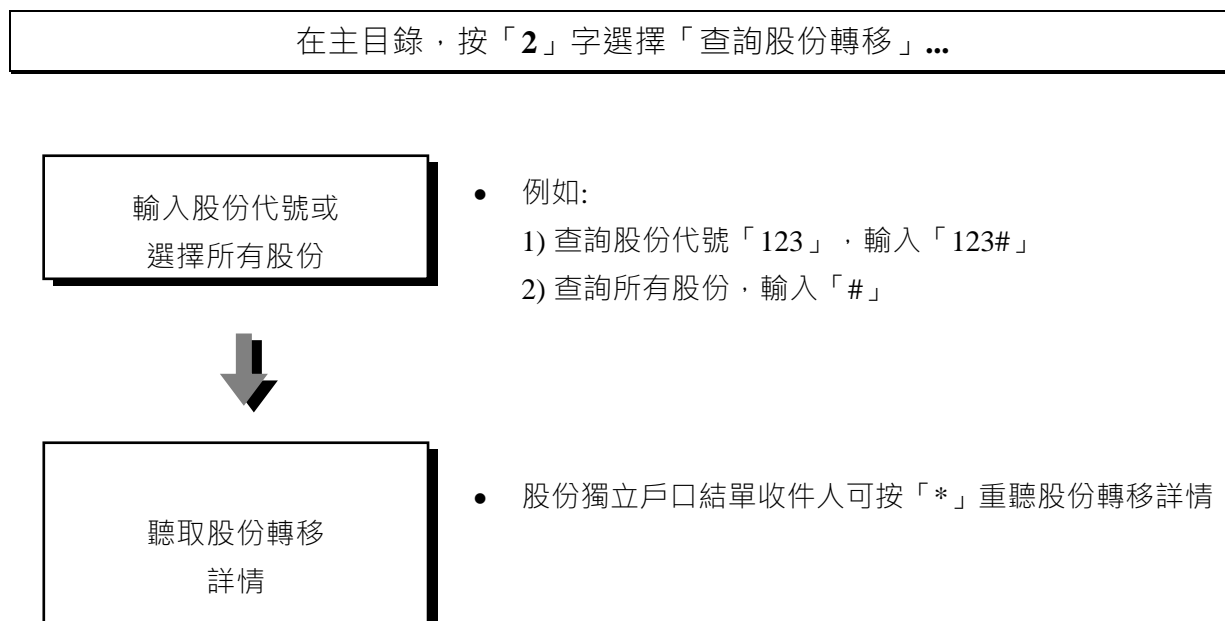 在主目錄，按「2」字選擇「查詢股份轉移」...
輸入股份代號或
選擇所有股份
• 例如:
1) 查詢股份代號「123」，輸入「123#」
2) 查詢所有股份，輸入「#」
聽取股份轉移
詳情
• 股份獨立戶口結單收件人可按「*」重聽股份轉移詳情